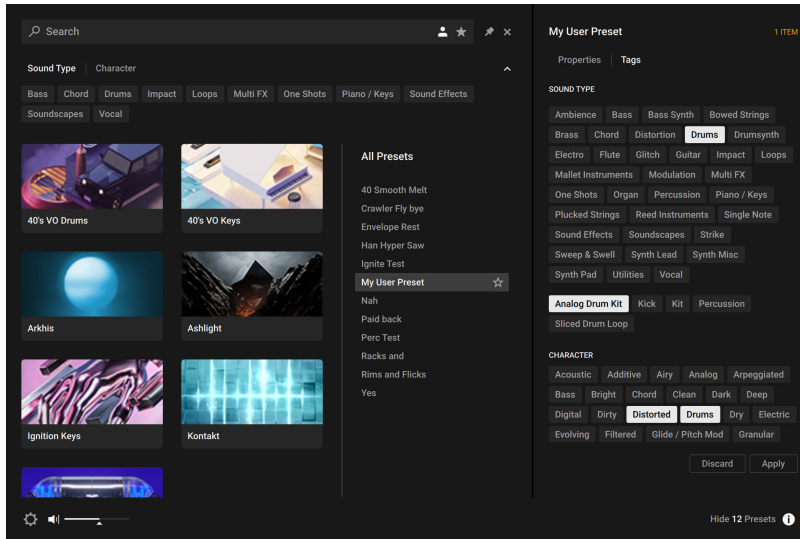 Search
Sound Type Character
Bass Chord Drums Impact Loops Multi FX One Shots Piano / Keys Sound Effects
Soundscapes Vocal
40's VO Drums
40's VO Keys
Arkhis
Ashlight
Ignition Keys
Kontakt
All Presets
40 Smooth Melt
Crawler Fly bye
Envelope Rest
Han Hyper Saw
Ignite Test
My User Preset
Nah
Paid back
Perc Test
Racks and
Rims and Flicks
Yes
My User Preset 1 ITEM
Properties Tags
SOUND TYPE
Ambience Bass Bass Synth Bowed Strings
Brass Chord Distortion Drums Drumsynth
Electro Flute Glitch Guitar Impact Loops
Mallet Instruments Modulation Multi FX
One Shots Organ Percussion Piano / Keys
Plucked Strings Reed Instruments Single Note
Sound Effects Soundscapes Strike
Sweep & Swell Synth Lead Synth Misc
Synth Pad Utilities Vocal
Analog Drum Kit Kick Kit Percussion
Sliced Drum Loop
CHARACTER
Acoustic Additive Airy Analog Arpeggiated
Bass Bright Chord Clean Dark Deep
Digital Dirty Distorted Drums Dry Electric
Evolving Filtered Glide / Pitch Mod Granular
Discard Apply
Hide 12 Presets